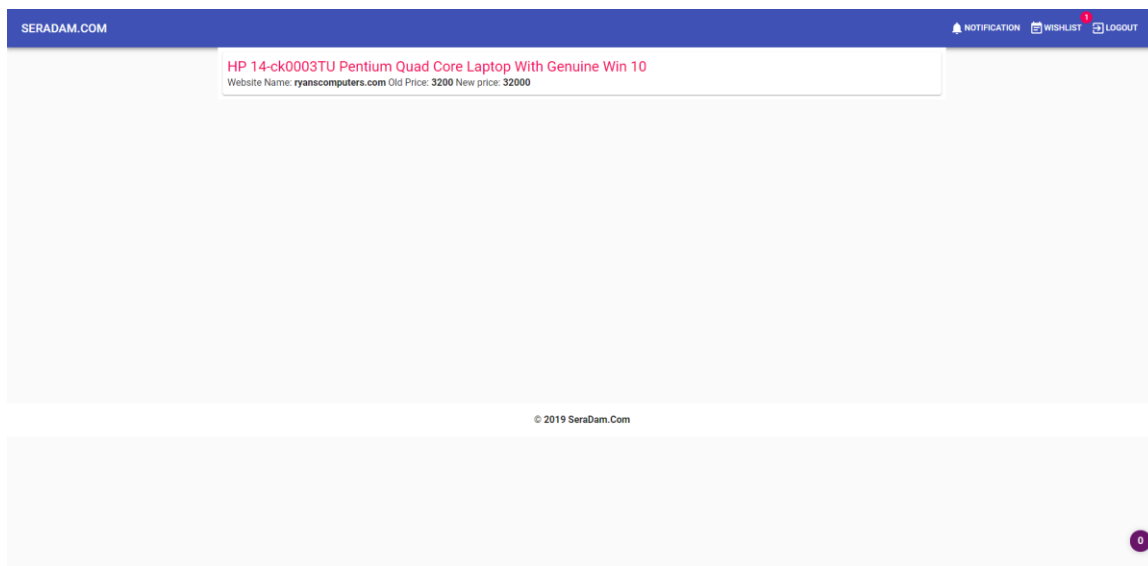 SERADAM.COM
NOTIFICATION
WISHLIST
1
LOGOUT
HP 14-ck0003TU Pentium Quad Core Laptop With Genuine Win 10
Website Name: ryanscomputers.com Old Price: 3200 New price: 32000
© 2019 SeraDam.Com
0